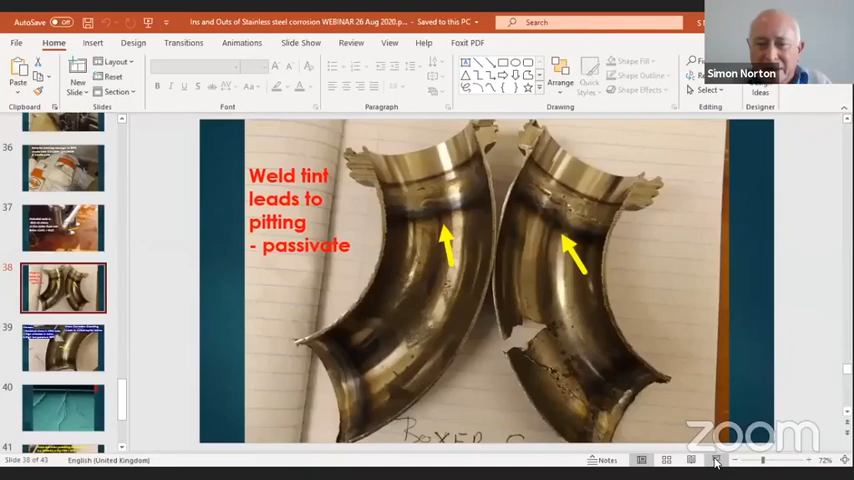 AutoSave Off
Ins and Outs of Stainless steel corrosion WEBINAR 26 Aug 2020.p... - Saved to this PC
Search
Simon Norton
File Home Insert Design Transitions Animations Slide Show Review View Help Foxit PDF
Paste
New
Slide
Layout
Reset
Section
Arrange
Quick
Styles
Shape Fill
Shape Outline
Shape Effects
Select
Ideas
Clipboard Slides Font Paragraph Drawing Editing Designer
36
37
38
39
40
41
Weld tint
leads to
pitting
- passivate
BOXER
zoom
Slide 38 of 43 English (United Kingdom) Notes 72%